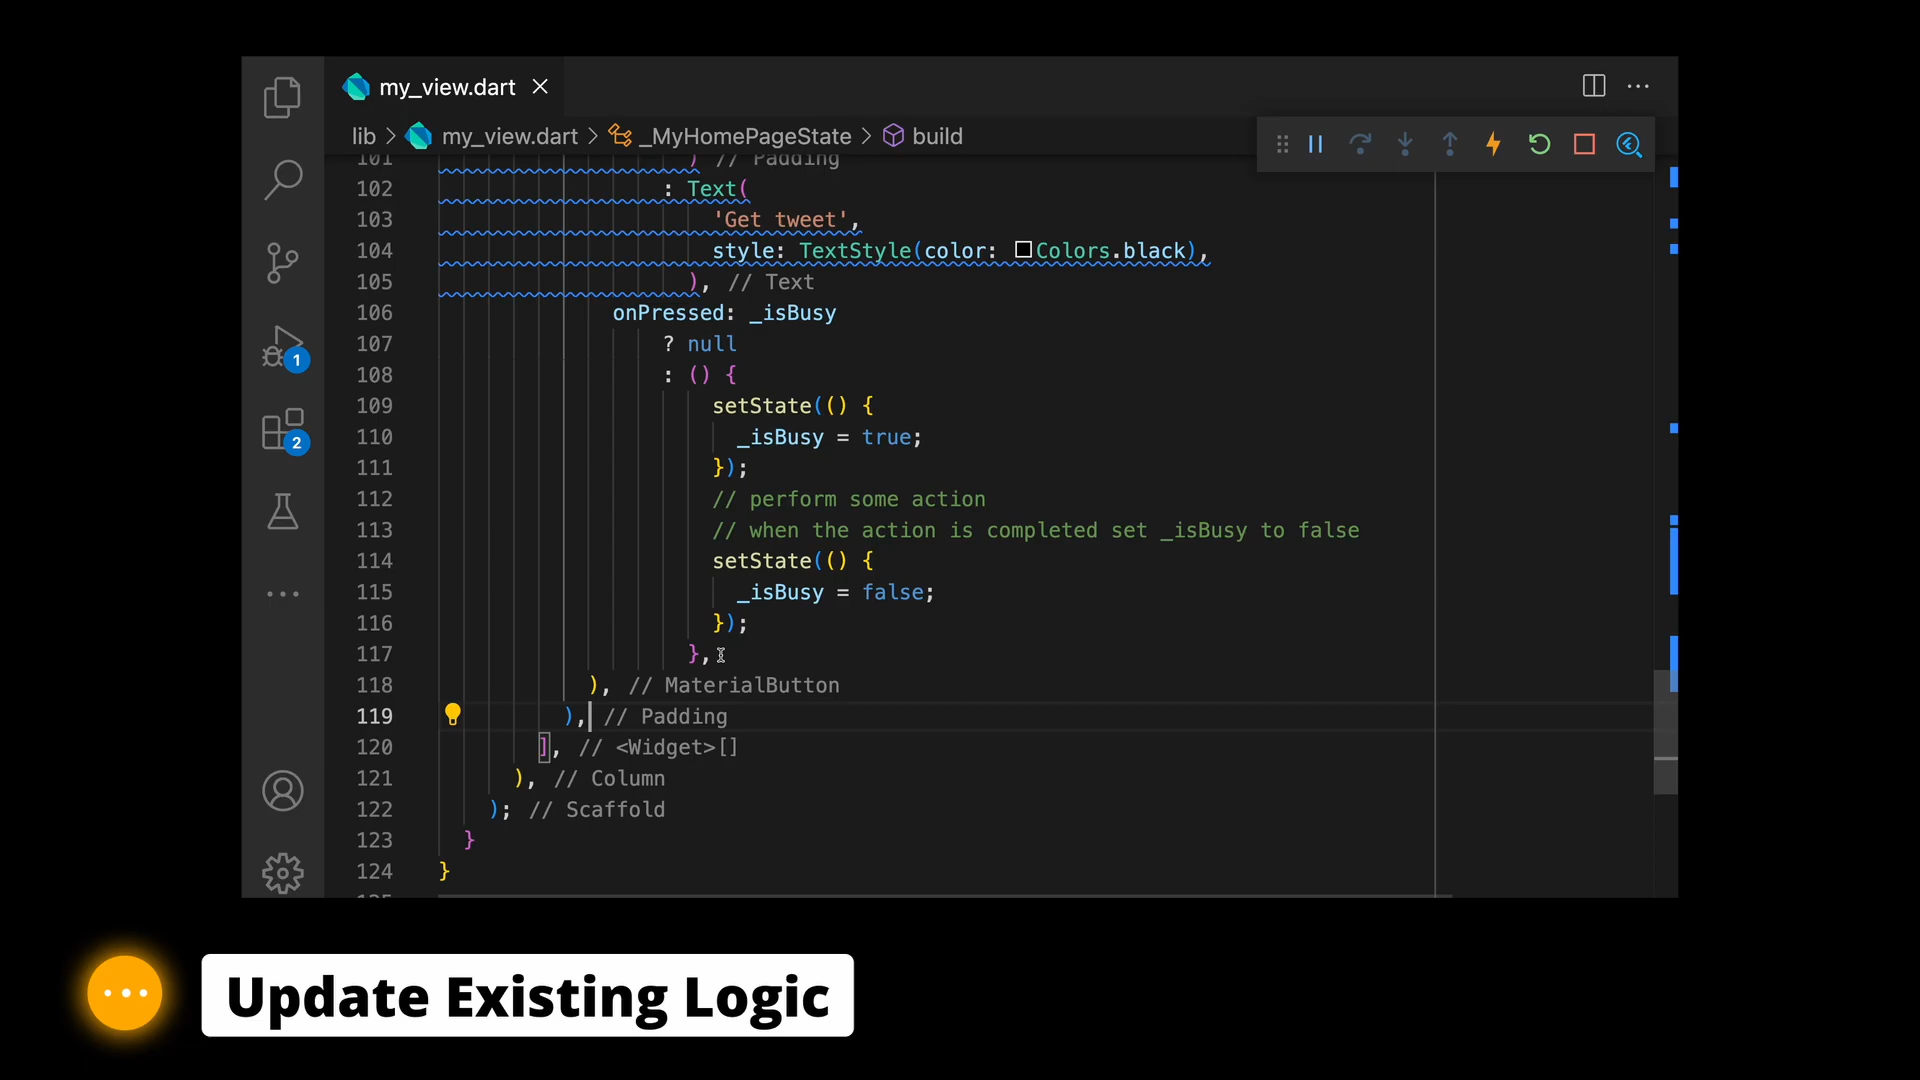 my_view.dart
lib > my_view.dart > _MyHomePageState > build
101 ) // Padding
102 : Text(
103 'Get tweet',
104 style: TextStyle(color: Colors.black),
105 ), // Text
106 onPressed: _isBusy
107 ? null
108 : () {
109 setState(() {
110 _isBusy = true;
111 });
112 // perform some action
113 // when the action is completed set _isBusy to false
114 setState(() {
115 _isBusy = false;
116 });
117 },
118 ), // MaterialButton
119 ), // Padding
120 ], // <Widget>[]
121 ), // Column
122 ); // Scaffold
123 }
124 }
1
2
Update Existing Logic